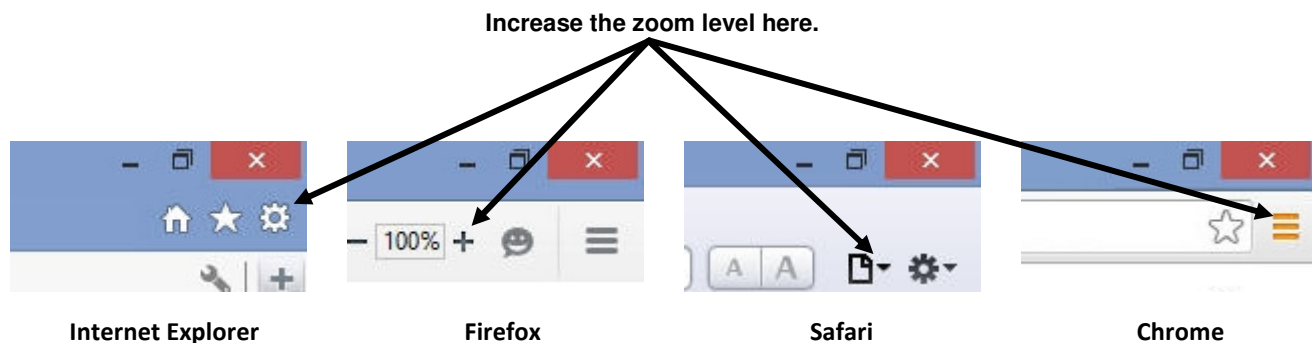 Increase the zoom level here.
100%
A A
Internet Explorer
Firefox
Safari
Chrome